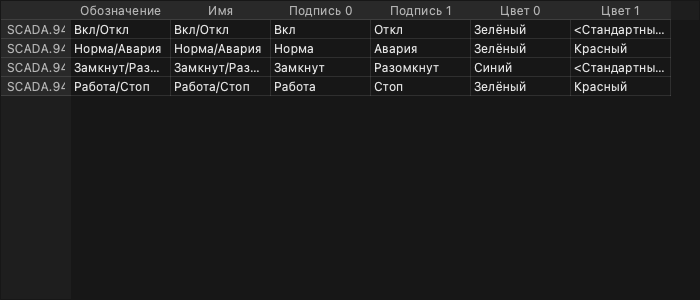 Обозначение Имя Подпись 0 Подпись 1 Цвет 0 Цвет 1
SCADA.94 Вкл/Откл Вкл/Откл Вкл Откл Зелёный <Стандартны...
SCADA.94 Норма/Авария Норма/Авария Норма Авария Зелёный Красный
SCADA.94 Замкнут/Раз... Замкнут/Раз... Замкнут Разомкнут Синий <Стандартны...
SCADA.94 Работа/Стоп Работа/Стоп Работа Стоп Зелёный Красный